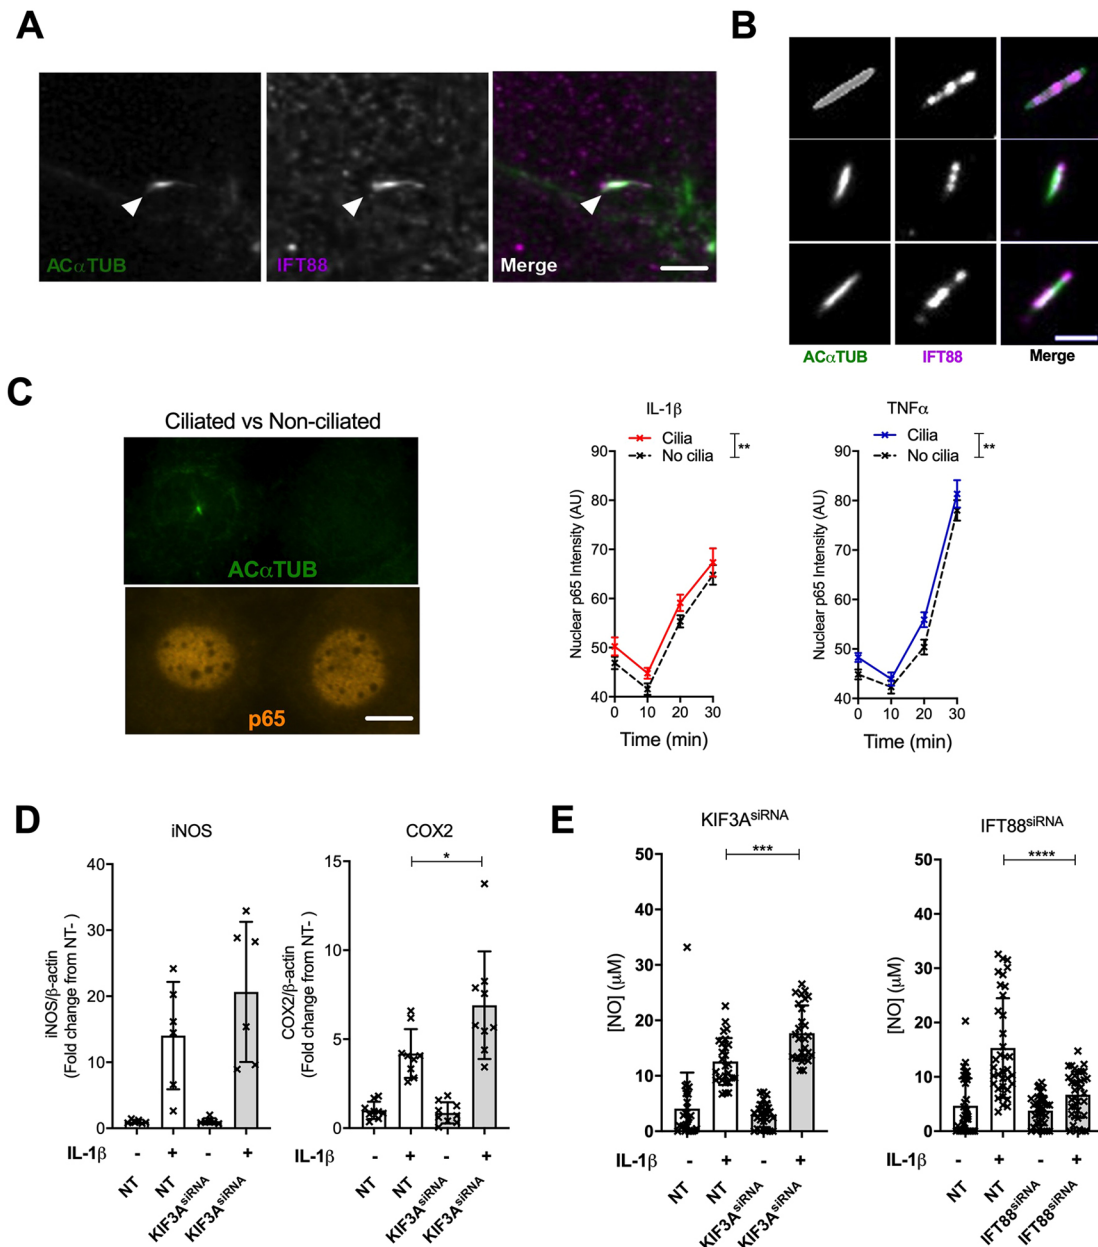 A
ACαTUB
IFT88
Merge
B
ACαTUB
IFT88
Merge
C
Ciliated vs Non-ciliated
ACαTUB
p65
IL-1β
Cilia
No cilia
**
Nuclear p65 Intensity (AU)
90
80
70
60
50
40
0 10 20 30
Time (min)
TNFα
Cilia
No cilia
**
Nuclear p65 Intensity (AU)
90
80
70
60
50
40
0 10 20 30
Time (min)
D
iNOS
iNOS/β-actin
(Fold change from NT- )
40
30
20
10
0
IL-1β - + - +
NT NT KIF3AsiRNA KIF3AsiRNA
COX2
*
COX2/β-actin
(Fold change from NT- )
15
10
5
0
- + - +
NT NT KIF3AsiRNA KIF3AsiRNA
E
KIF3AsiRNA
***
[NO] (μM)
50
40
30
20
10
0
IL-1β - + - +
NT NT KIF3AsiRNA KIF3AsiRNA
IFT88siRNA
****
[NO] (μM)
50
40
30
20
10
0
IL-1β - + - +
NT NT IFT88siRNA IFT88siRNA